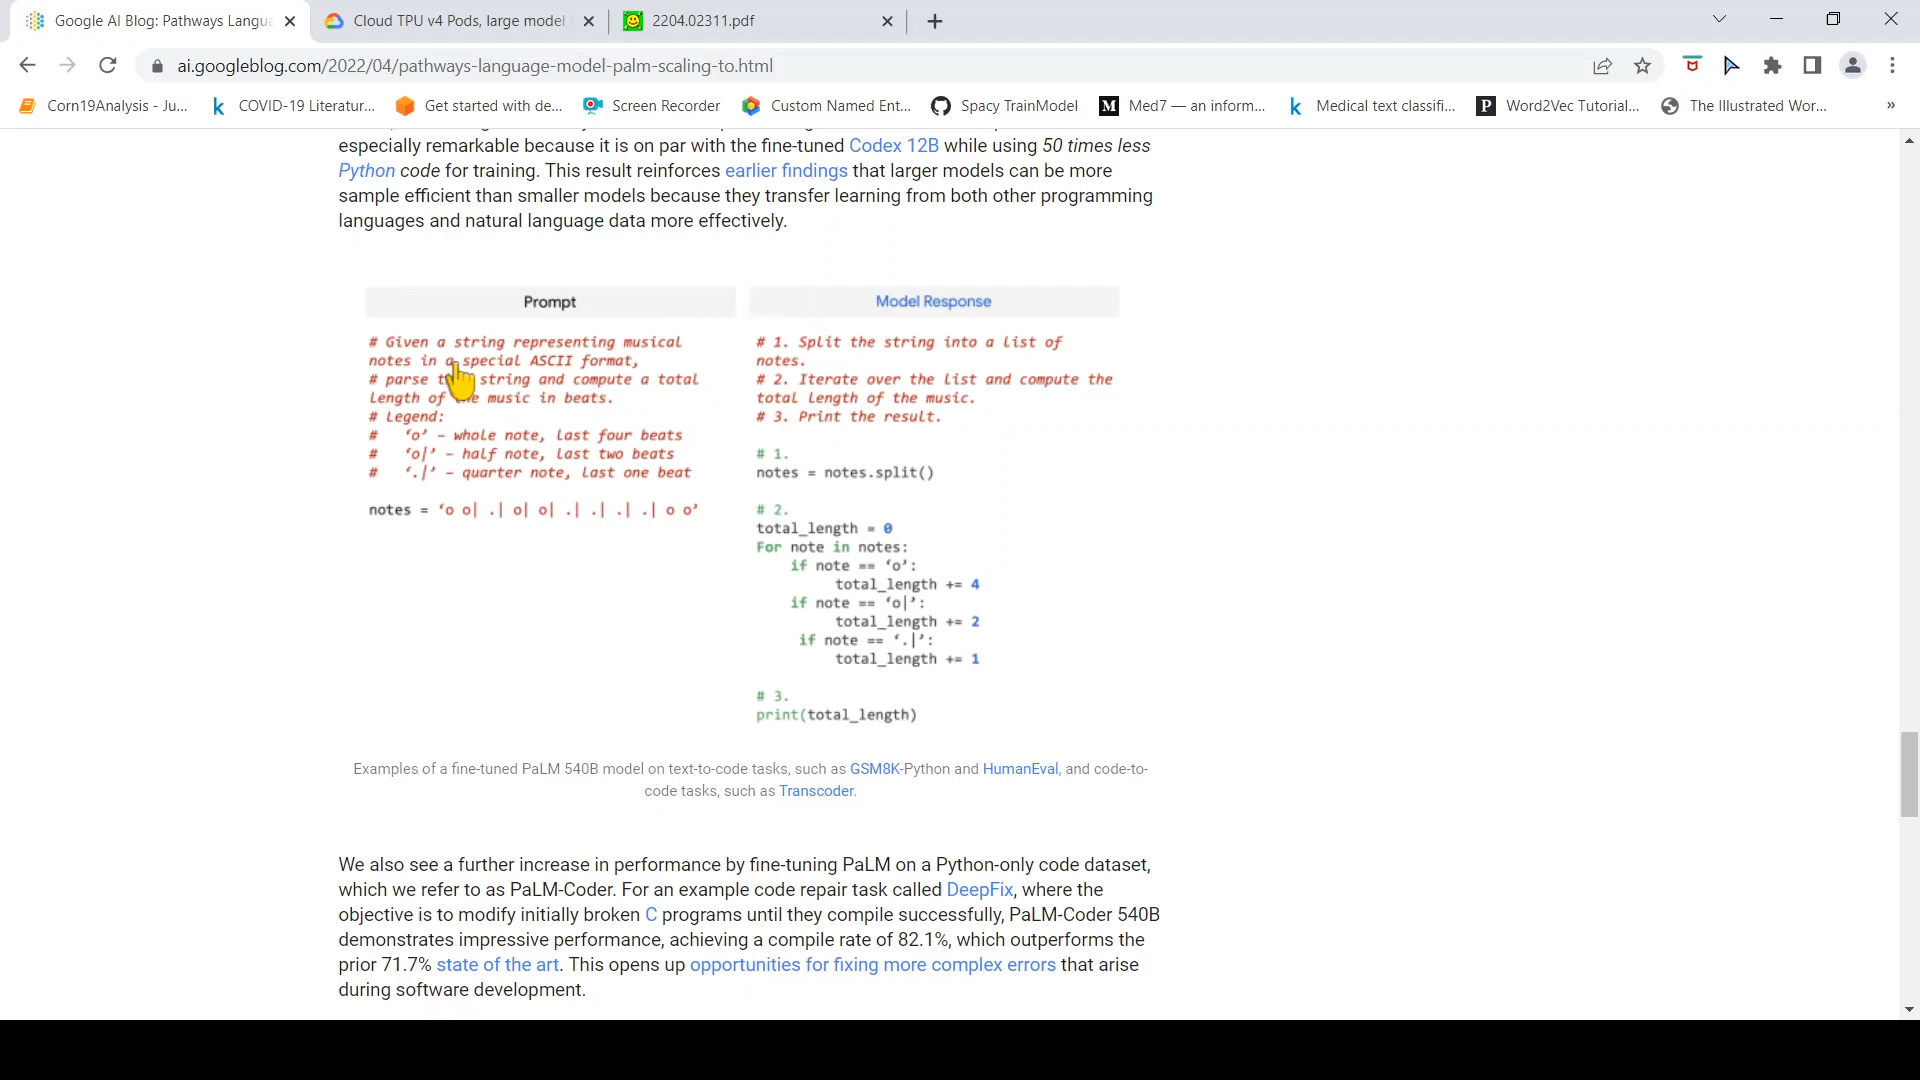 Google AI Blog: Pathways Langua
Cloud TPU v4 Pods, large model
2204.02311.pdf
ai.googleblog.com/2022/04/pathways-language-model-palm-scaling-to.html
Corn19Analysis - Ju...
COVID-19 Literatur...
Get started with de...
Screen Recorder
Custom Named Ent...
Spacy TrainModel
Med7 — an inform...
Medical text classifi...
Word2Vec Tutorial...
The Illustrated Wor...
»
especially remarkable because it is on par with the fine-tuned Codex 12B while using 50 times less
Python code for training. This result reinforces earlier findings that larger models can be more
sample efficient than smaller models because they transfer learning from both other programming
languages and natural language data more effectively.
Prompt
# Given a string representing musical
notes in a special ASCII format,
# parse string and compute a total
Length of music in beats.
# Legend:
# ‘o’ – whole note, last four beats
# ‘o|’ – half note, last two beats
# ‘.|’ – quarter note, last one beat
notes = ‘o o| .| o| o| .| .| .| .| o o’
Model Response
# 1. Split the string into a list of
notes.
# 2. Iterate over the list and compute the
total length of the music.
# 3. Print the result.
# 1.
notes = notes.split()
# 2.
total_length = 0
For note in notes:
if note == ‘o’:
total_length += 4
if note == ‘o|’:
total_length += 2
if note == ‘.|’:
total_length += 1
# 3.
print(total_length)
Examples of a fine-tuned PaLM 540B model on text-to-code tasks, such as GSM8K-Python and HumanEval, and code-to-
code tasks, such as Transcoder.
We also see a further increase in performance by fine-tuning PaLM on a Python-only code dataset,
which we refer to as PaLM-Coder. For an example code repair task called DeepFix, where the
objective is to modify initially broken C programs until they compile successfully, PaLM-Coder 540B
demonstrates impressive performance, achieving a compile rate of 82.1%, which outperforms the
prior 71.7% state of the art. This opens up opportunities for fixing more complex errors that arise
during software development.